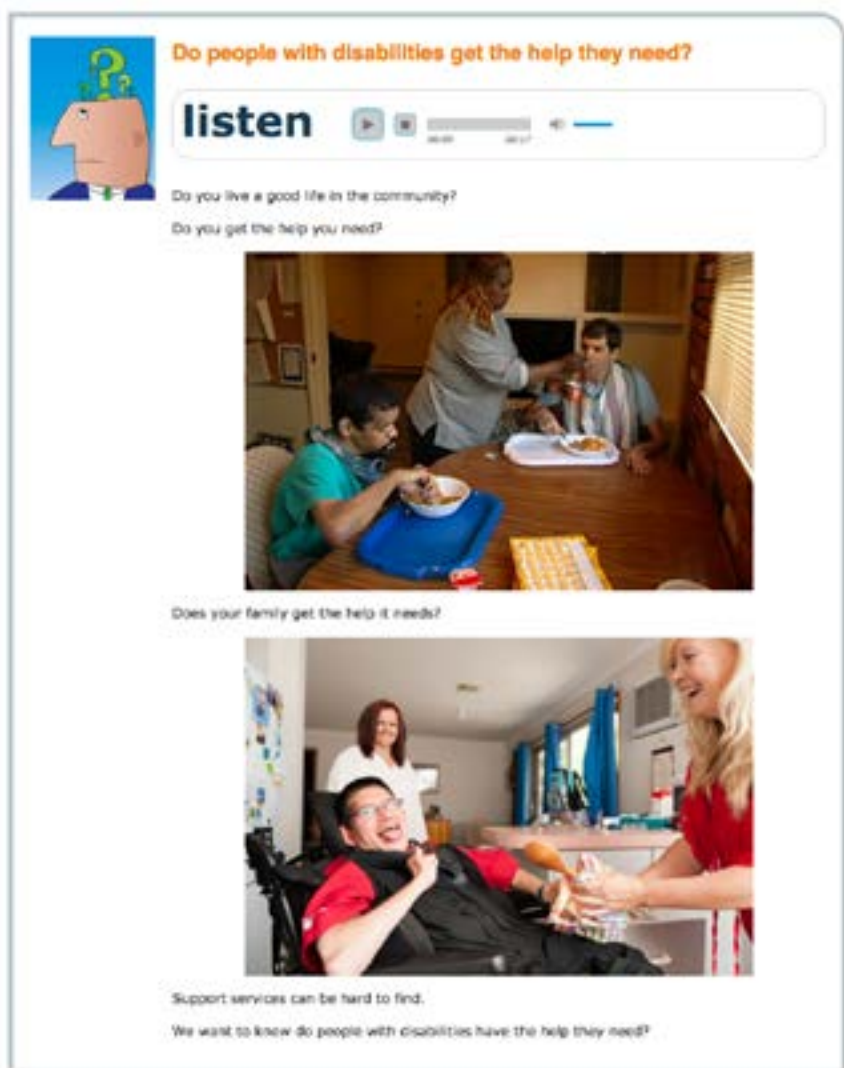 Do people with disabilities get the help they need?
listen
Do you live a good life in the community?
Do you get the help you need?
Does your family get the help it needs?
Support services can be hard to find.
We want to know do people with disabilities have the help they need?